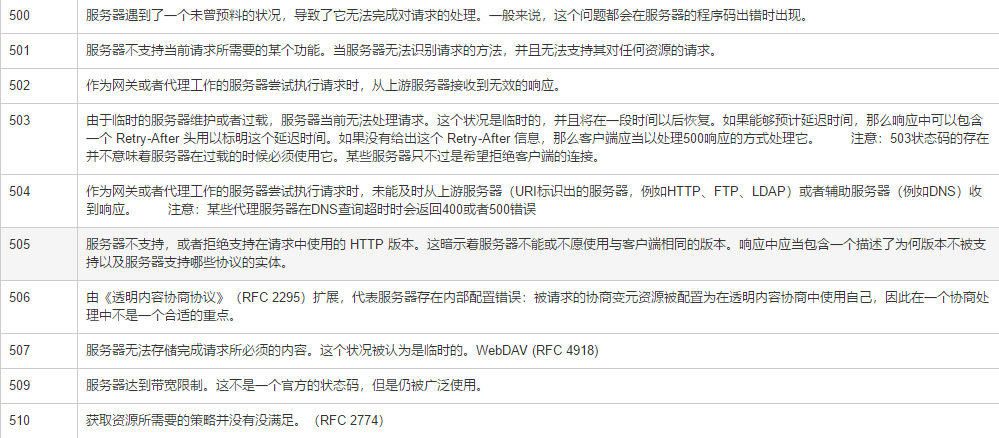 500 服务器遇到了一个未曾预料的状况，导致了它无法完成对请求的处理。一般来说，这个问题都会在服务器的程序码出错时出现。
501 服务器不支持当前请求所需要的某个功能。当服务器无法识别请求的方法，并且无法支持其对任何资源的请求。
502 作为网关或者代理工作的服务器尝试执行请求时，从上游服务器接收到无效的响应。
503 由于临时的服务器维护或者过载，服务器当前无法处理请求。这个状况是临时的，并且将在一段时间以后恢复。如果能够预计延迟时间，那么响应中可以包含
一个 Retry-After 头用以标明这个延迟时间。如果没有给出这个 Retry-After 信息，那么客户端应当以处理500响应的方式处理它。 注意：503状态码的存在
并不意味着服务器在过载的时候必须使用它。某些服务器只不过是希望拒绝客户端的连接。
504 作为网关或者代理工作的服务器尝试执行请求时，未能及时从上游服务器（URI标识出的服务器，例如HTTP、FTP、LDAP）或者辅助服务器（例如DNS）收
到响应。 注意：某些代理服务器在DNS查询超时时会返回400或者500错误
505 服务器不支持，或者拒绝支持在请求中使用的 HTTP 版本。这暗示着服务器不能或不愿使用与客户端相同的版本。响应中应当包含一个描述了为何版本不被支
持以及服务器支持哪些协议的实体。
506 由《透明内容协商协议》（RFC 2295）扩展，代表服务器存在内部配置错误：被请求的协商变元资源被配置为在透明内容协商中使用自己，因此在一个协商处
理中不是一个合适的重点。
507 服务器无法存储完成请求所必须的内容。这个状况被认为是临时的。WebDAV (RFC 4918)
509 服务器达到带宽限制。这不是一个官方的状态码，但是仍被广泛使用。
510 获取资源所需要的策略并没有没满足。（RFC 2774）